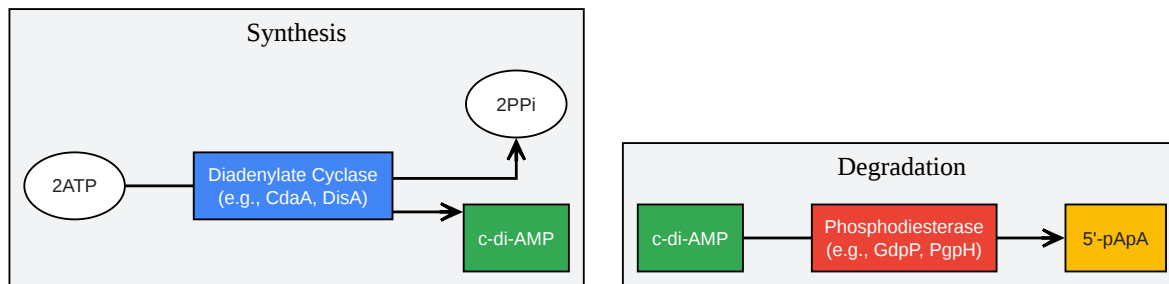 Synthesis
2PPi
2ATP
Diadenylate Cyclase
(e.g., CdaA, DisA)
c-di-AMP
Degradation
c-di-AMP
Phosphodiesterase
(e.g., GdpP, PgpH)
5'-pApA